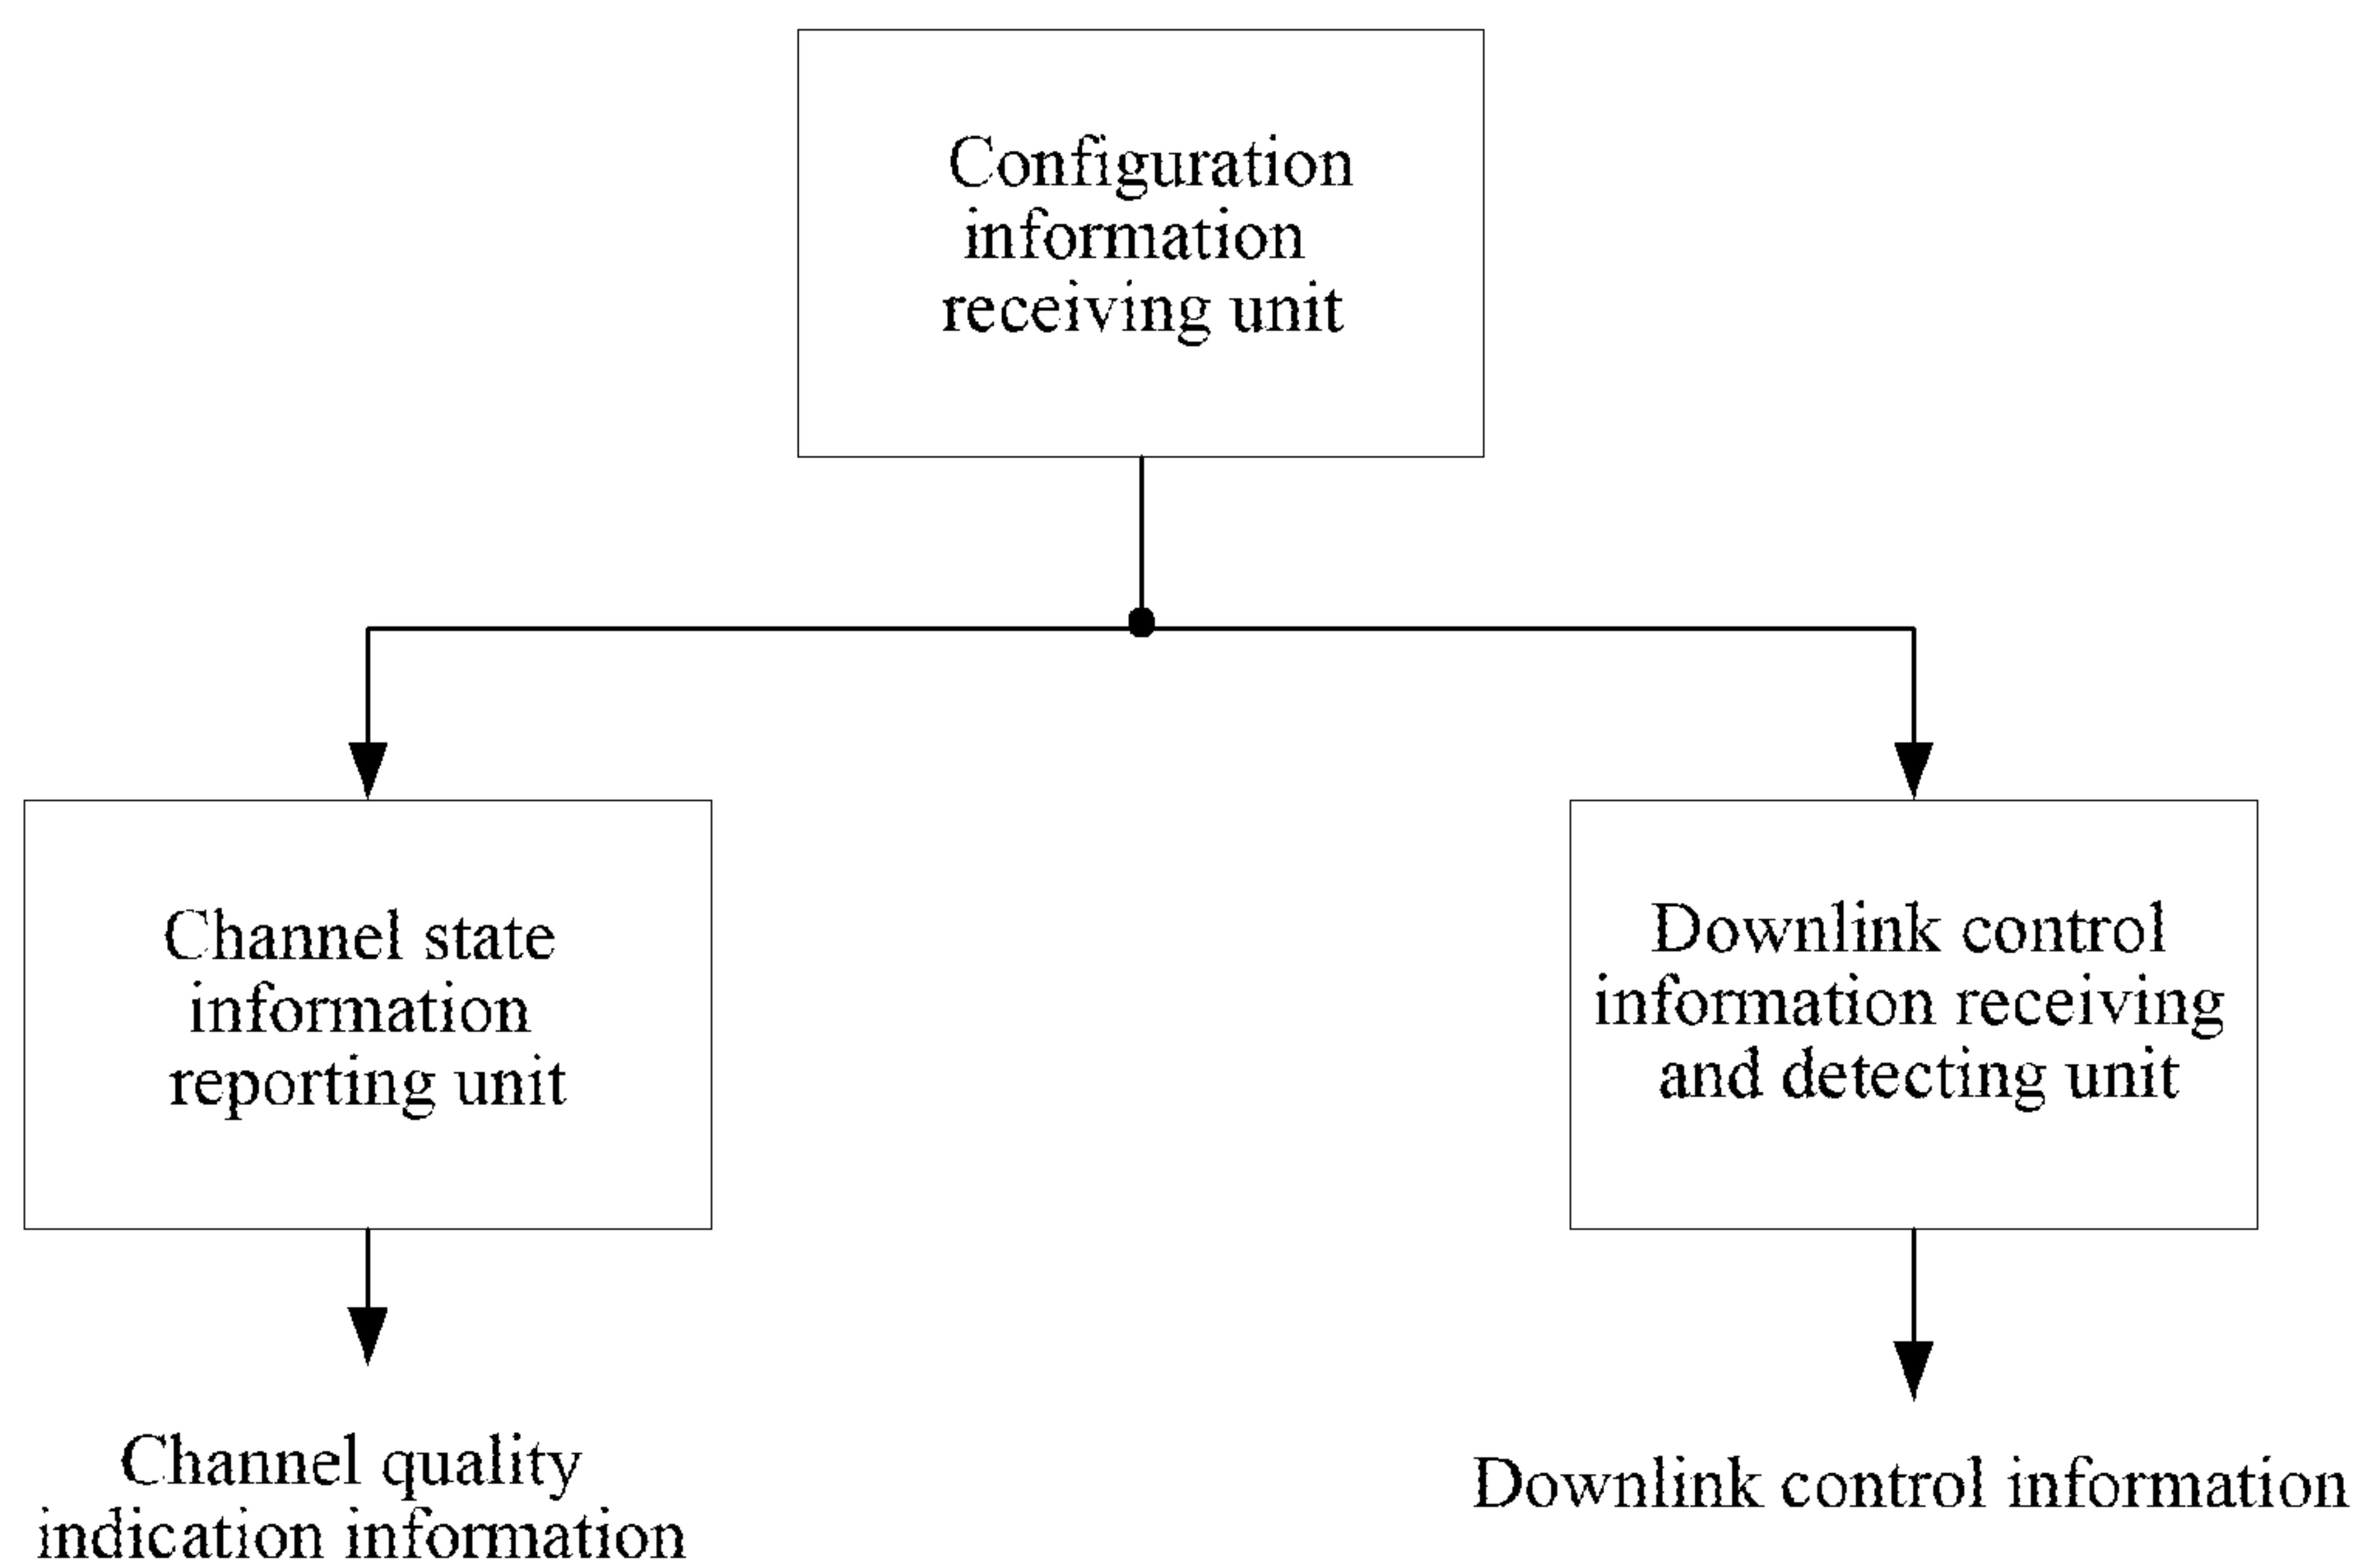 Configuration
information
receiving unit
Channel state
information
reporting unit
Downlink control
information receiving
and detecting unit
Channel quality
indication information
Downlink control information